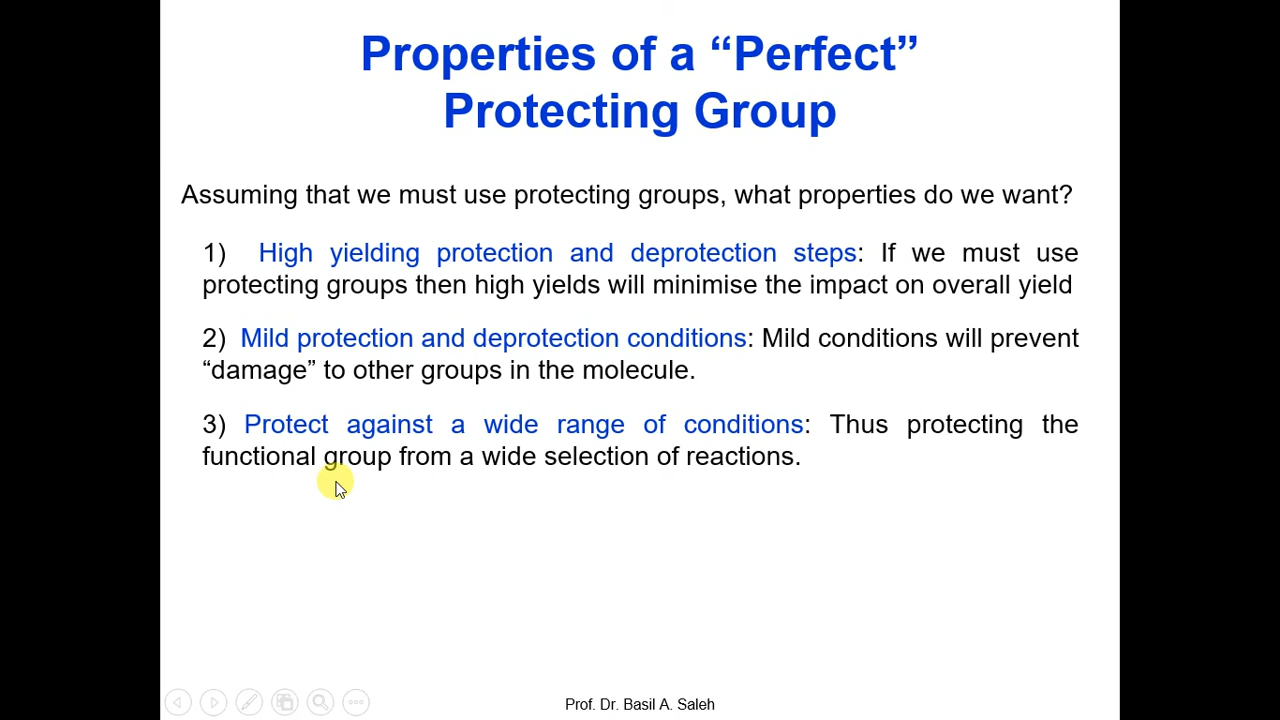 Properties of a “Perfect”
Protecting Group
Assuming that we must use protecting groups, what properties do we want?
1) High yielding protection and deprotection steps: If we must use
protecting groups then high yields will minimise the impact on overall yield
2) Mild protection and deprotection conditions: Mild conditions will prevent
“damage” to other groups in the molecule.
3) Protect against a wide range of conditions: Thus protecting the
functional group from a wide selection of reactions.
Prof. Dr. Basil A. Saleh